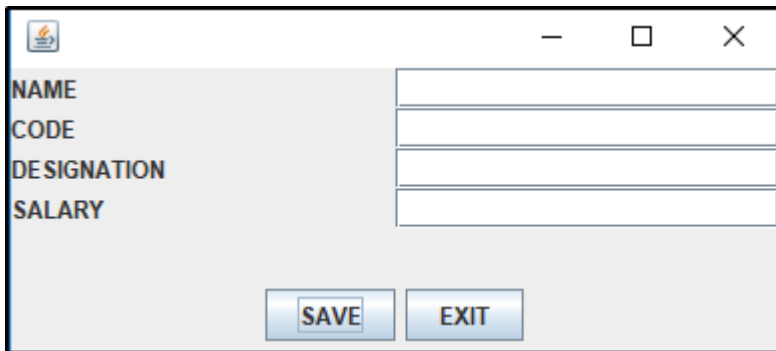 NAME
CODE
DESIGNATION
SALARY
SAVE EXIT